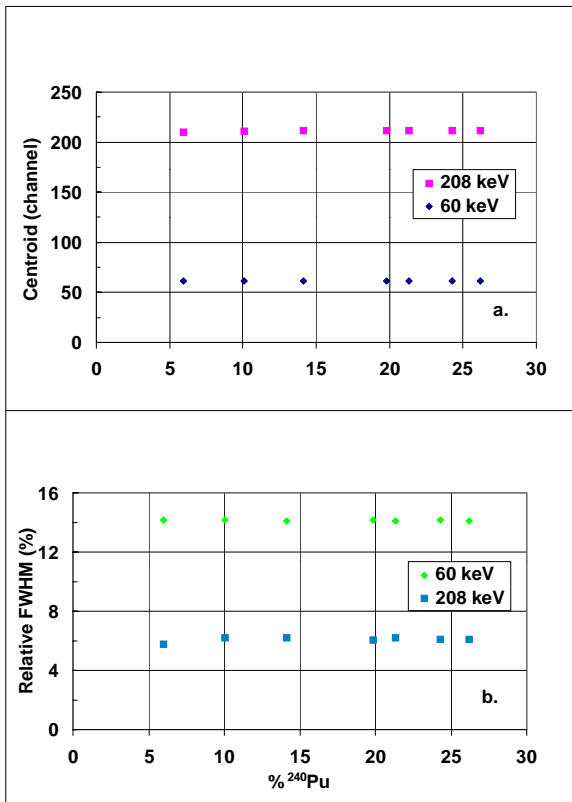 250
200
150
100
50
0
Centroid (channel)
208 keV
60 keV
a.
0 5 10 15 20 25 30
16
12
8
4
0
Relative FWHM (%)
60 keV
208 keV
b.
0 5 10 15 20 25 30
% ²⁴⁰Pu